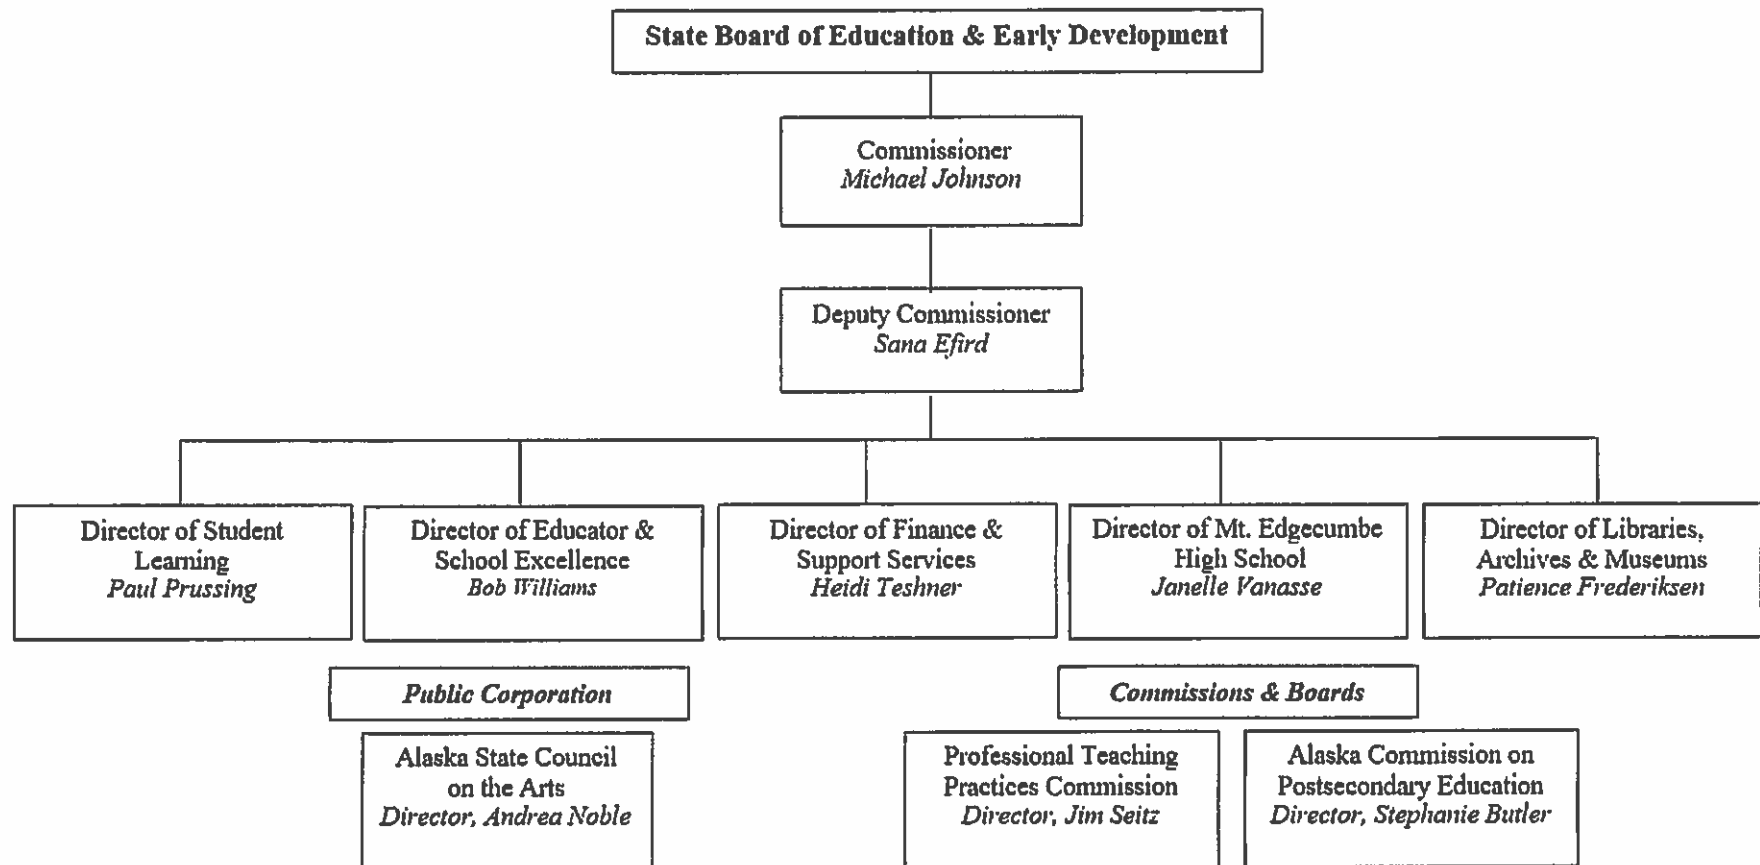 State Board of Education & Early Development
Commissioner
Michael Johnson
Deputy Commissioner
Sana Efird
Director of Student
Learning
Paul Prussing
Director of Educator &
School Excellence
Bob Williams
Director of Finance &
Support Services
Heidi Teshner
Director of Mt. Edgecumbe
High School
Janelle Vanasse
Director of Libraries,
Archives & Museums
Patience Frederiksen
Public Corporation
Alaska State Council
on the Arts
Director, Andrea Noble
Commissions & Boards
Professional Teaching
Practices Commission
Director, Jim Seitz
Alaska Commission on
Postsecondary Education
Director, Stephanie Butler